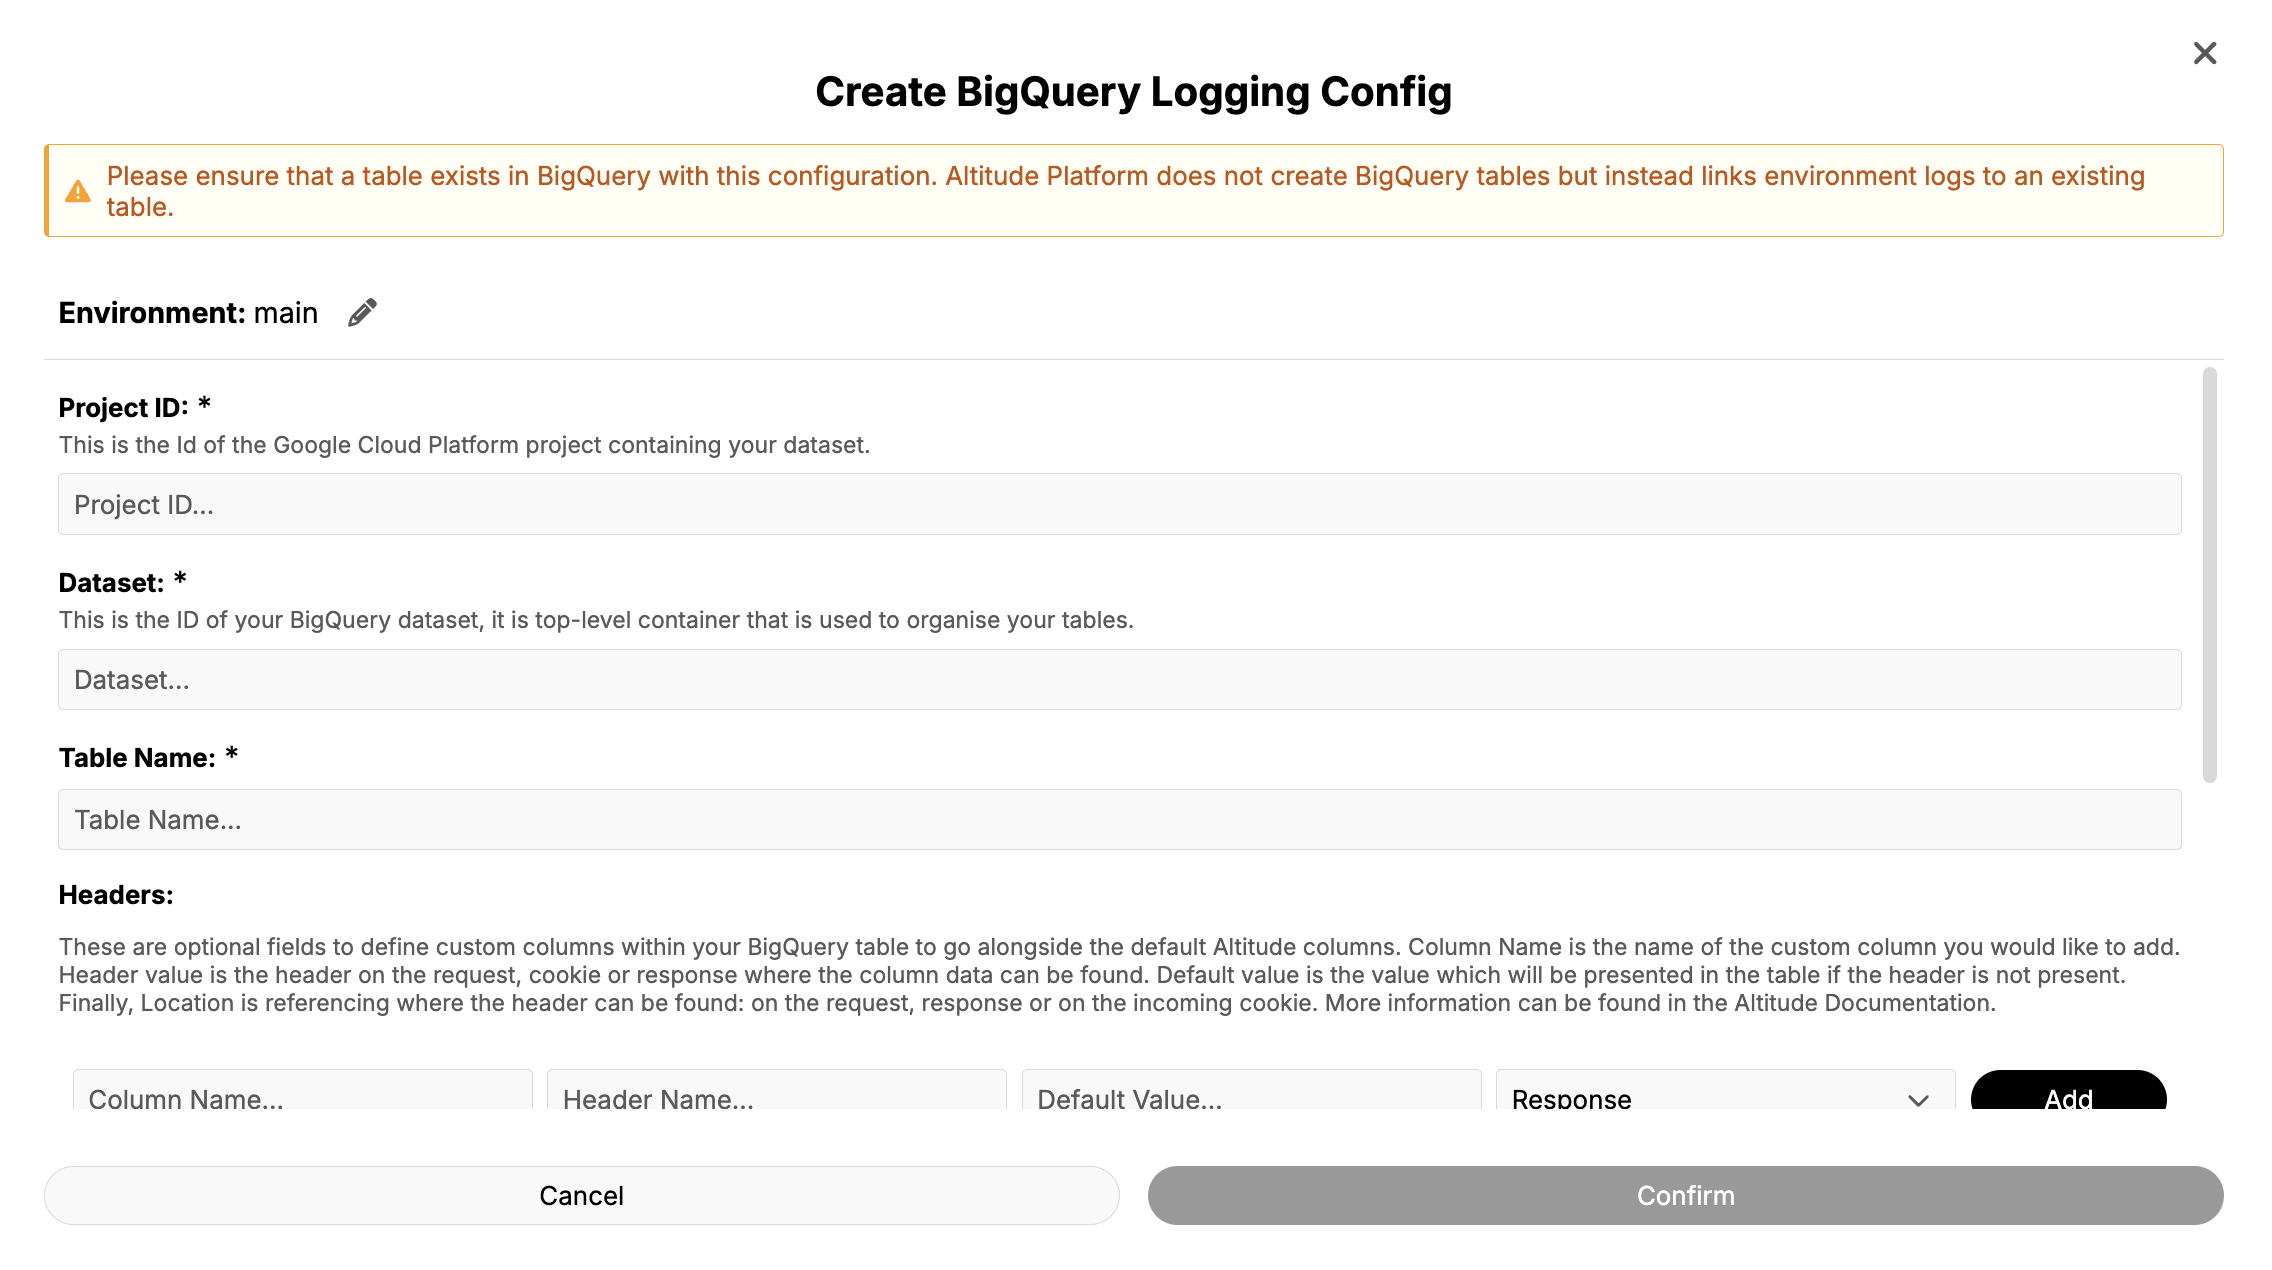 Create BigQuery Logging Config
Please ensure that a table exists in BigQuery with this configuration. Altitude Platform does not create BigQuery tables but instead links environment logs to an existing
table.
Environment: main
Project ID: *
This is the Id of the Google Cloud Platform project containing your dataset.
Project ID...
Dataset: *
This is the ID of your BigQuery dataset, it is top-level container that is used to organise your tables.
Dataset...
Table Name: *
Table Name...
Headers:
These are optional fields to define custom columns within your BigQuery table to go alongside the default Altitude columns. Column Name is the name of the custom column you would like to add.
Header value is the header on the request, cookie or response where the column data can be found. Default value is the value which will be presented in the table if the header is not present.
Finally, Location is referencing where the header can be found: on the request, response or on the incoming cookie. More information can be found in the Altitude Documentation.
Column Name... Header Name... Default Value... Response Add
Cancel Confirm